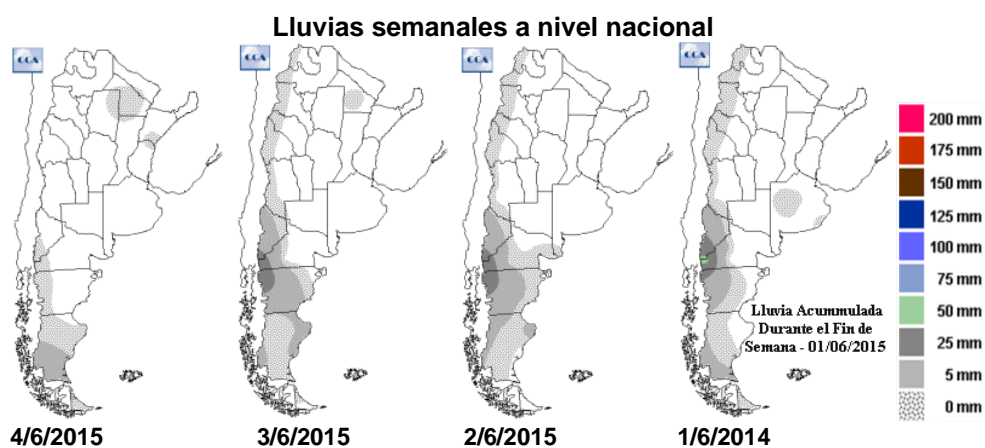 Lluvias semanales a nivel nacional
CCA
CCA
CCA
CCA
200 mm
175 mm
150 mm
125 mm
100 mm
75 mm
50 mm
25 mm
5 mm
0 mm
Lluvia Acummulada
Durante el Fin de
Semana - 01/06/2015
4/6/2015
3/6/2015
2/6/2015
1/6/2014